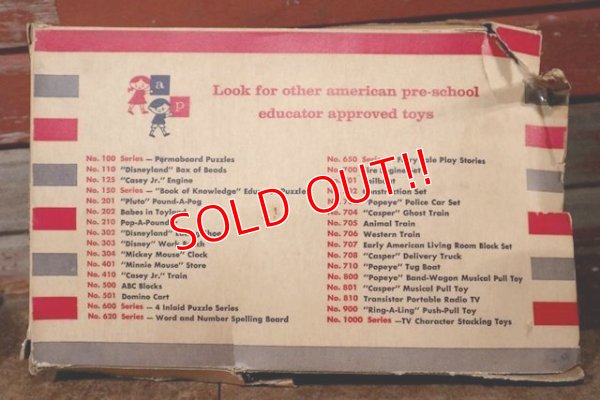 a
p
Look for other american pre-school
educator approved toys
No. 100 Series — Permaboard Puzzles
No. 110 "Disneyland" Box of Beads
No. 125 "Casey Jr." Engine
No. 150 Series — "Book of Knowledge" Puzzle
No. 201 "Pluto" Pound-A-Peg
No. 202 Babes in Toyland
No. 210 Pop-A-Pound
No. 302 "Disneyland"
No. 303 "Disney" Work
No. 304 "Mickey Mouse" Clock
No. 401 "Minnie Mouse" Store
No. 410 "Casey Jr." Train
No. 500 ABC Blocks
No. 501 Domino Cart
No. 600 Series — 4 Inlaid Puzzle Series
No. 620 Series — Word and Number Spelling Board
No. 650 Series Tale Play Stories
Set
"Popeye" Police Car Set
No. 704 "Casper" Ghost Train
No. 705 Animal Train
No. 706 Western Train
No. 707 Early American Living Room Block Set
No. 708 "Casper" Delivery Truck
No. 710 "Popeye" Tug Boat
No. 800 "Popeye" Band-Wagon Musical Pull Toy
No. 801 "Casper" Musical Pull Toy
No. 810 Transistor Portable Radio TV
No. 900 "Ring-A-Ling" Push-Pull Toy
No. 1000 Series —TV Character Stacking Toys
SOLD OUT!!